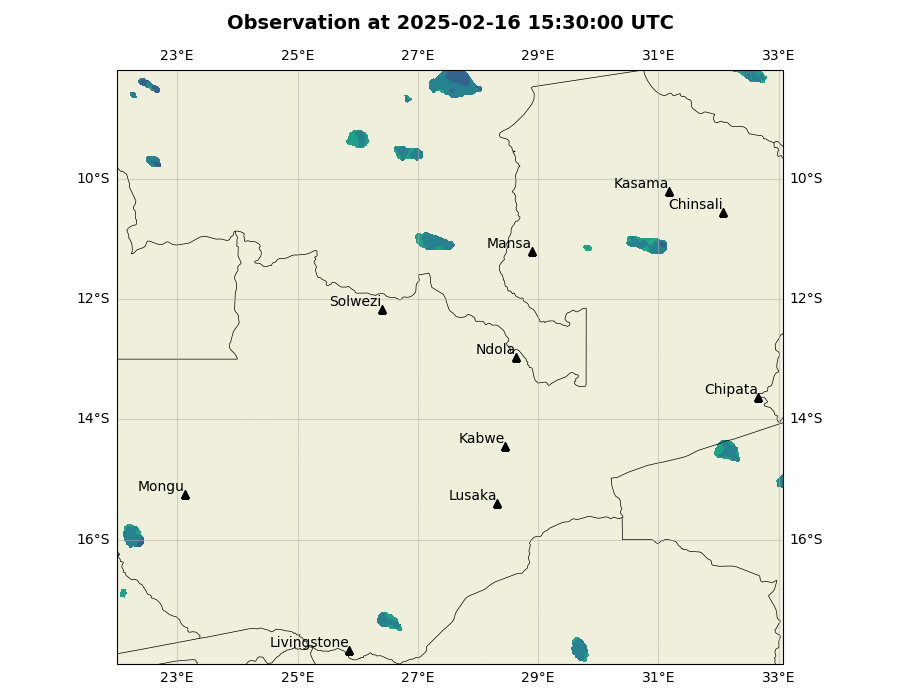 Observation at 2025-02-16 15:30:00 UTC
23°E 25°E 27°E 29°E 31°E 33°E
10°S 10°S
Kasama
Chinsali
Mansa
12°S 12°S
Solwezi
Ndola
Chipata
14°S 14°S
Kabwe
Mongu
Lusaka
16°S 16°S
Livingstone
23°E 25°E 27°E 29°E 31°E 33°E